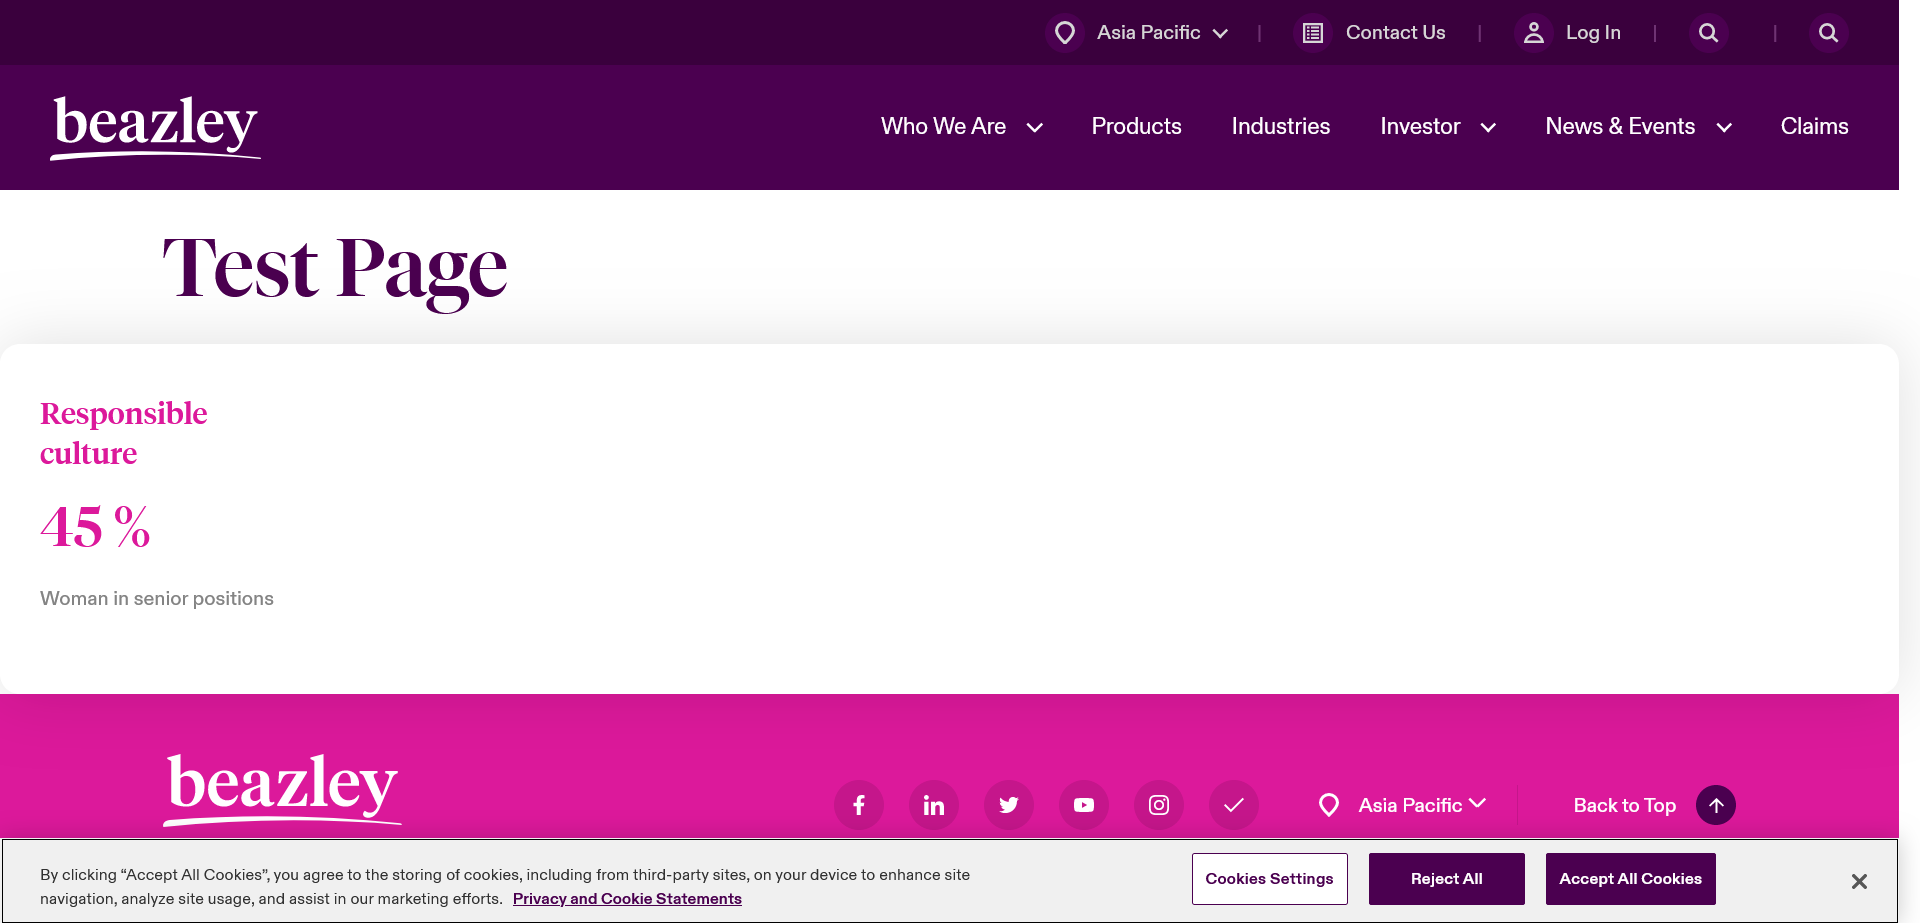 Asia Pacific
Contact Us
Log In
beazley
Who We Are
Products
Industries
Investor
News & Events
Claims
Test Page
Responsible
culture
45 %
Woman in senior positions
beazley
Asia Pacific
Back to Top
By clicking “Accept All Cookies”, you agree to the storing of cookies, including from third-party sites, on your device to enhance site
navigation, analyze site usage, and assist in our marketing efforts. Privacy and Cookie Statements
Cookies Settings
Reject All
Accept All Cookies